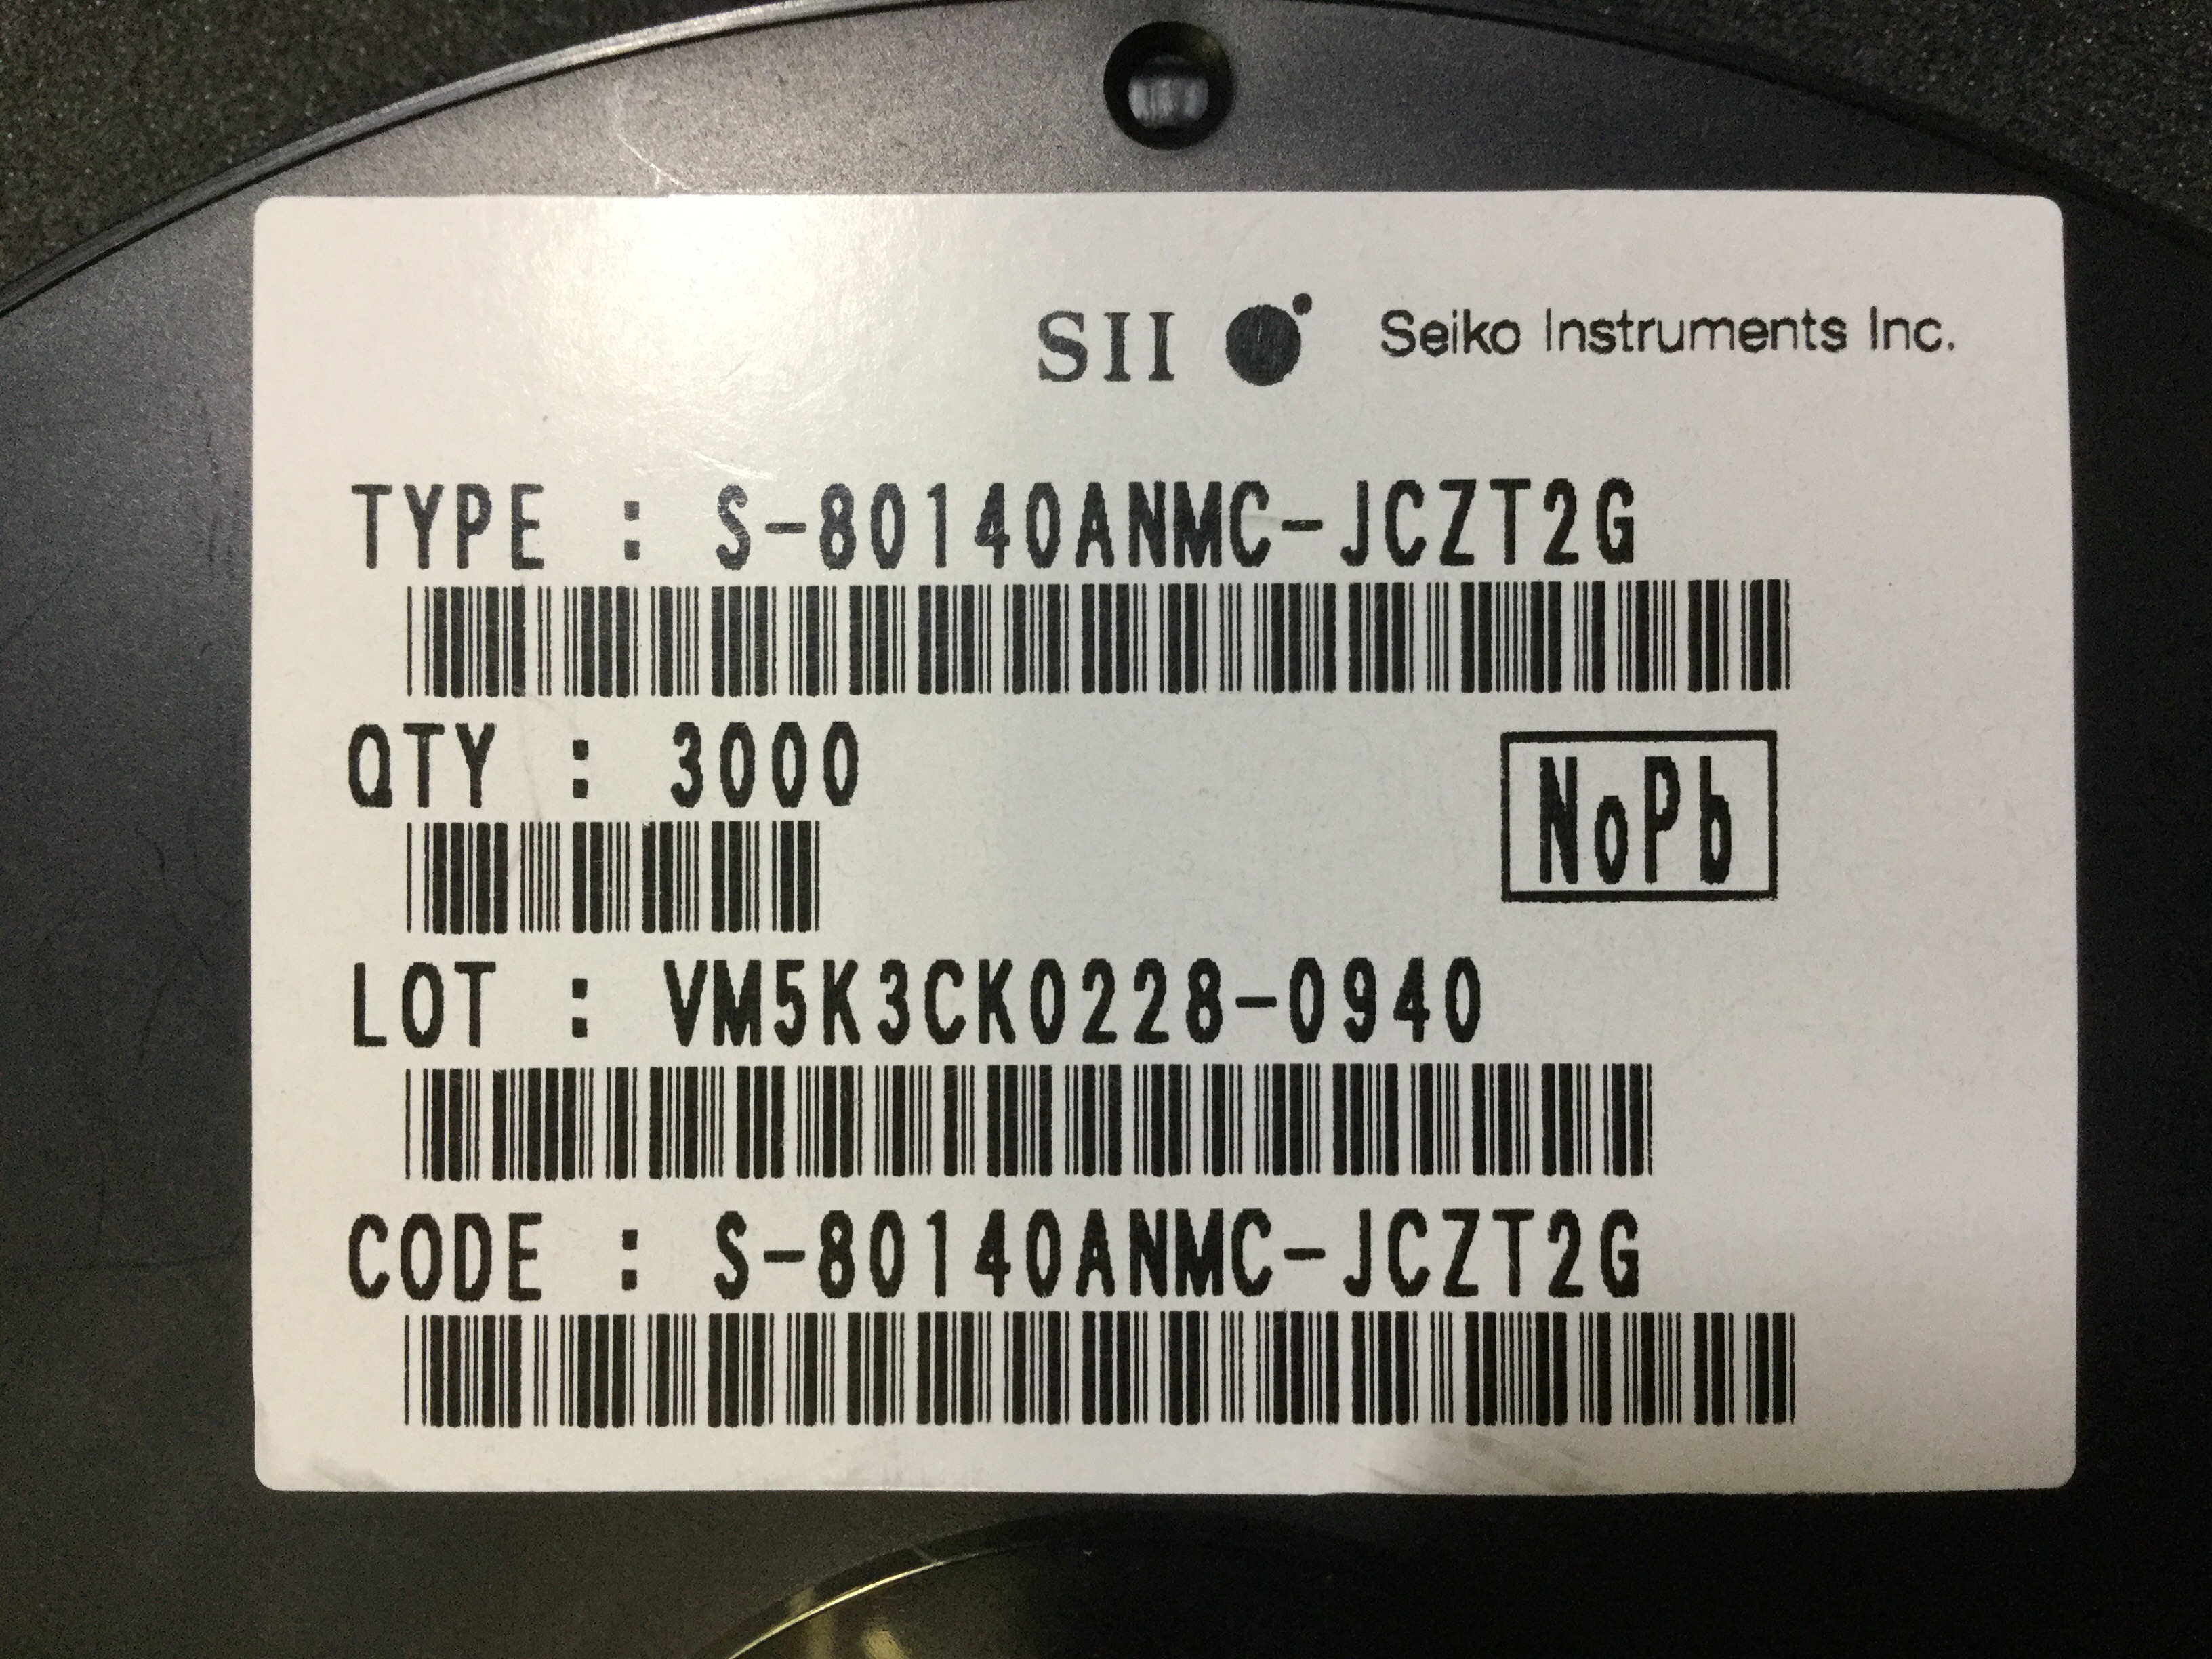 SII Seiko Instruments Inc.
TYPE : S-80140ANMC-JCZT2G
QTY : 3000
NoPb
LOT : VM5K3CK0228-0940
CODE : S-80140ANMC-JCZT2G